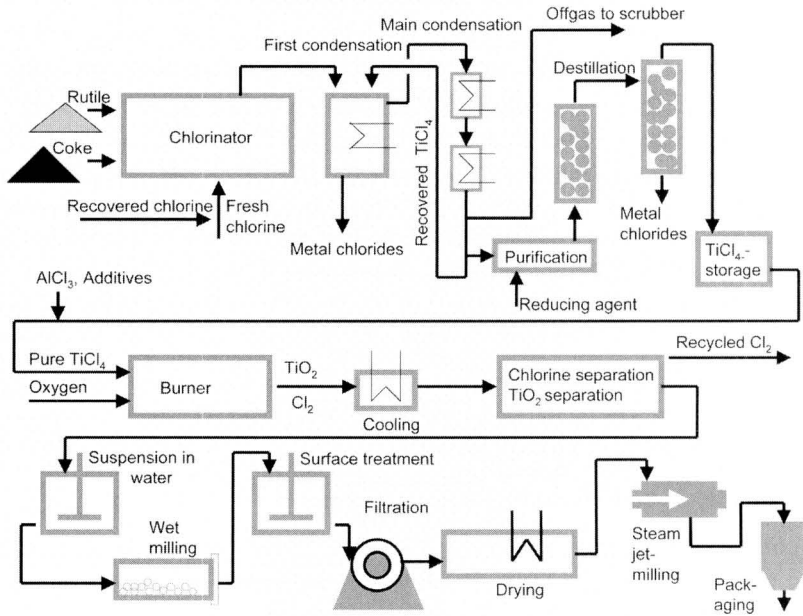 Offgas to scrubber
Main condensation
First condensation
Destillation
Rutile
Coke
Chlorinator
Recovered TiCl4
Recovered chlorine
Fresh
chlorine
Metal chlorides
Metal
chlorides
Purification
TiCl4-
storage
Reducing agent
AlCl3, Additives
Pure TiCl4
Oxygen
Burner
TiO2
Cl2
Cooling
Chlorine separation
TiO2 separation
Recycled Cl2
Suspension in
water
Surface treatment
Wet
milling
Filtration
Drying
Steam
jet-
milling
Pack-
aging